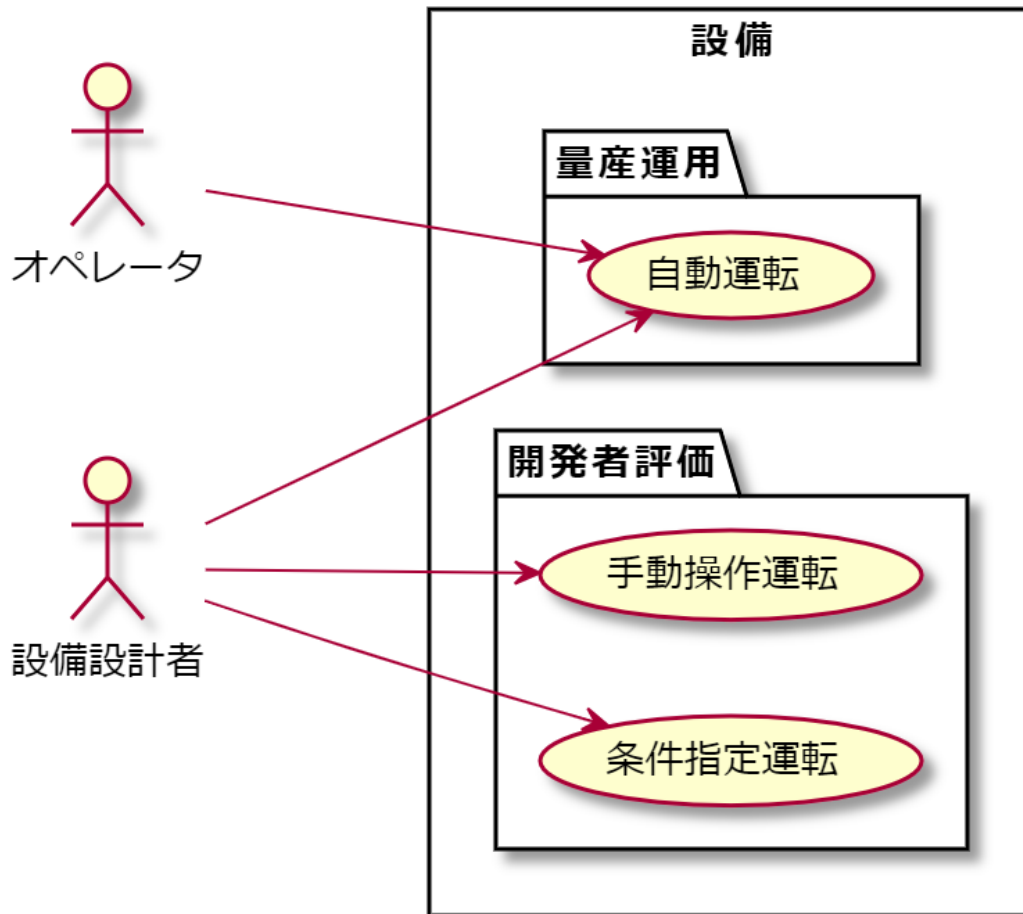 設備
量産運用
自動運転
オペレータ
開発者評価
手動操作運転
設備設計者
条件指定運転